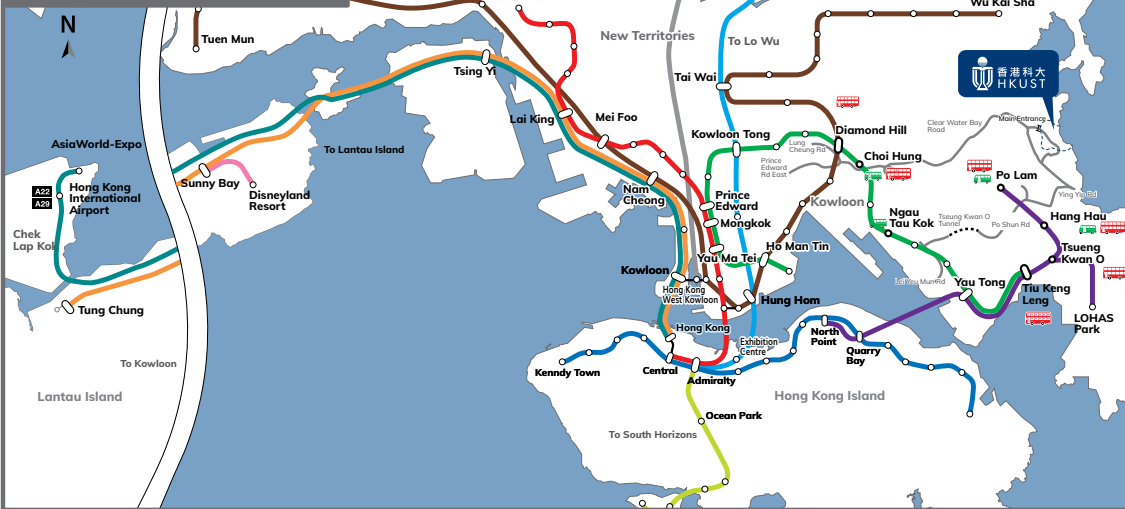 Wu Kai Sha
N
Tuen Mun
New Territories
To Lo Wu
Tsing Yi
Tai Wai
香港科大
HKUST
Lai King
Mei Foo
Kowloon Tong
Diamond Hill
Clear Water Bay
Road
Main Entrance
AsiaWorld-Expo
To Lantau Island
Lung
Cheung Rd
Choi Hung
Prince
Edward
Rd East
Po Lam
A22
A29
Hong Kong
International
Airport
Sunny Bay
Disneyland
Resort
Nam
Cheong
Prince
Edward
Mongkok
Kowloon
Ying Yip Rd
Ngau
Tau Kok
Tseung Kwan O
Tunnel
Po Shun Rd
Hang Hau
Chek
Lap Kok
Yau Ma Tei
Ho Man Tin
Tseung
Kwan O
Kowloon
Hong Kong
West Kowloon
Hung Hom
Lei Yeu Mun Rd
Yau Tong
Tiu Keng
Leng
Tung Chung
LOHAS
Park
Hong Kong
North
Point
Exhibition
Centre
Quarry
Bay
To Kowloon
Kenndy Town
Central
Admiralty
Lantau Island
Hong Kong Island
Ocean Park
To South Horizons